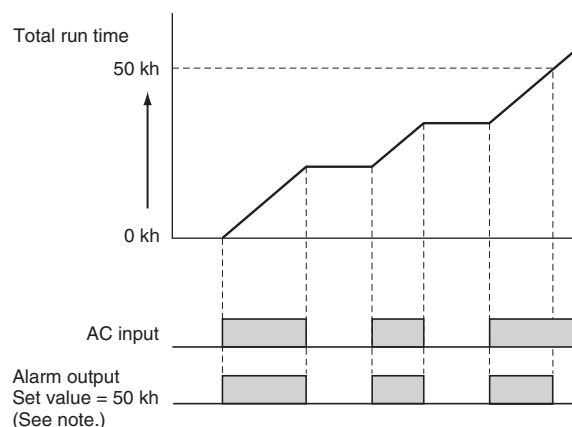 Total run time
50 kh
0 kh
AC input
Alarm output
Set value = 50 kh
(See note.)